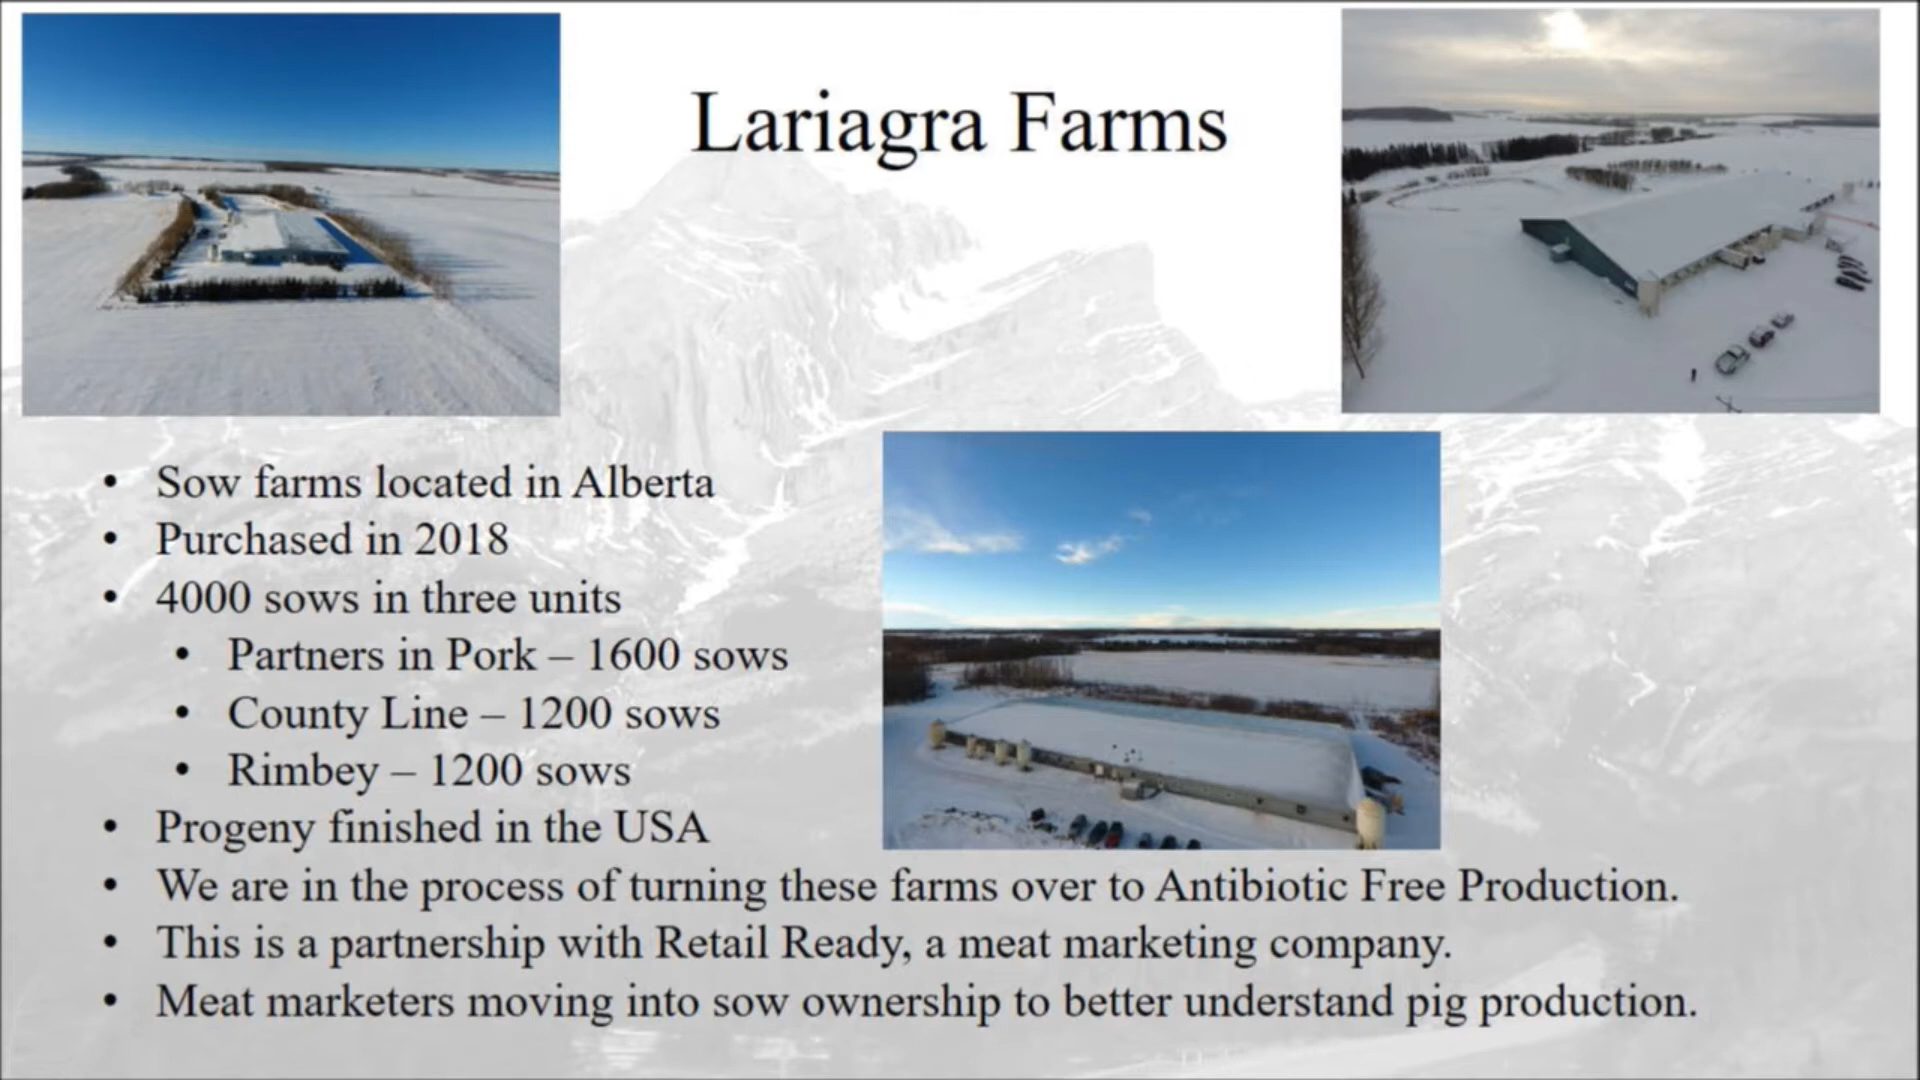 Lariagra Farms
• Sow farms located in Alberta
• Purchased in 2018
• 4000 sows in three units
• Partners in Pork – 1600 sows
• County Line – 1200 sows
• Rimbey – 1200 sows
• Progeny finished in the USA
• We are in the process of turning these farms over to Antibiotic Free Production.
• This is a partnership with Retail Ready, a meat marketing company.
• Meat marketers moving into sow ownership to better understand pig production.